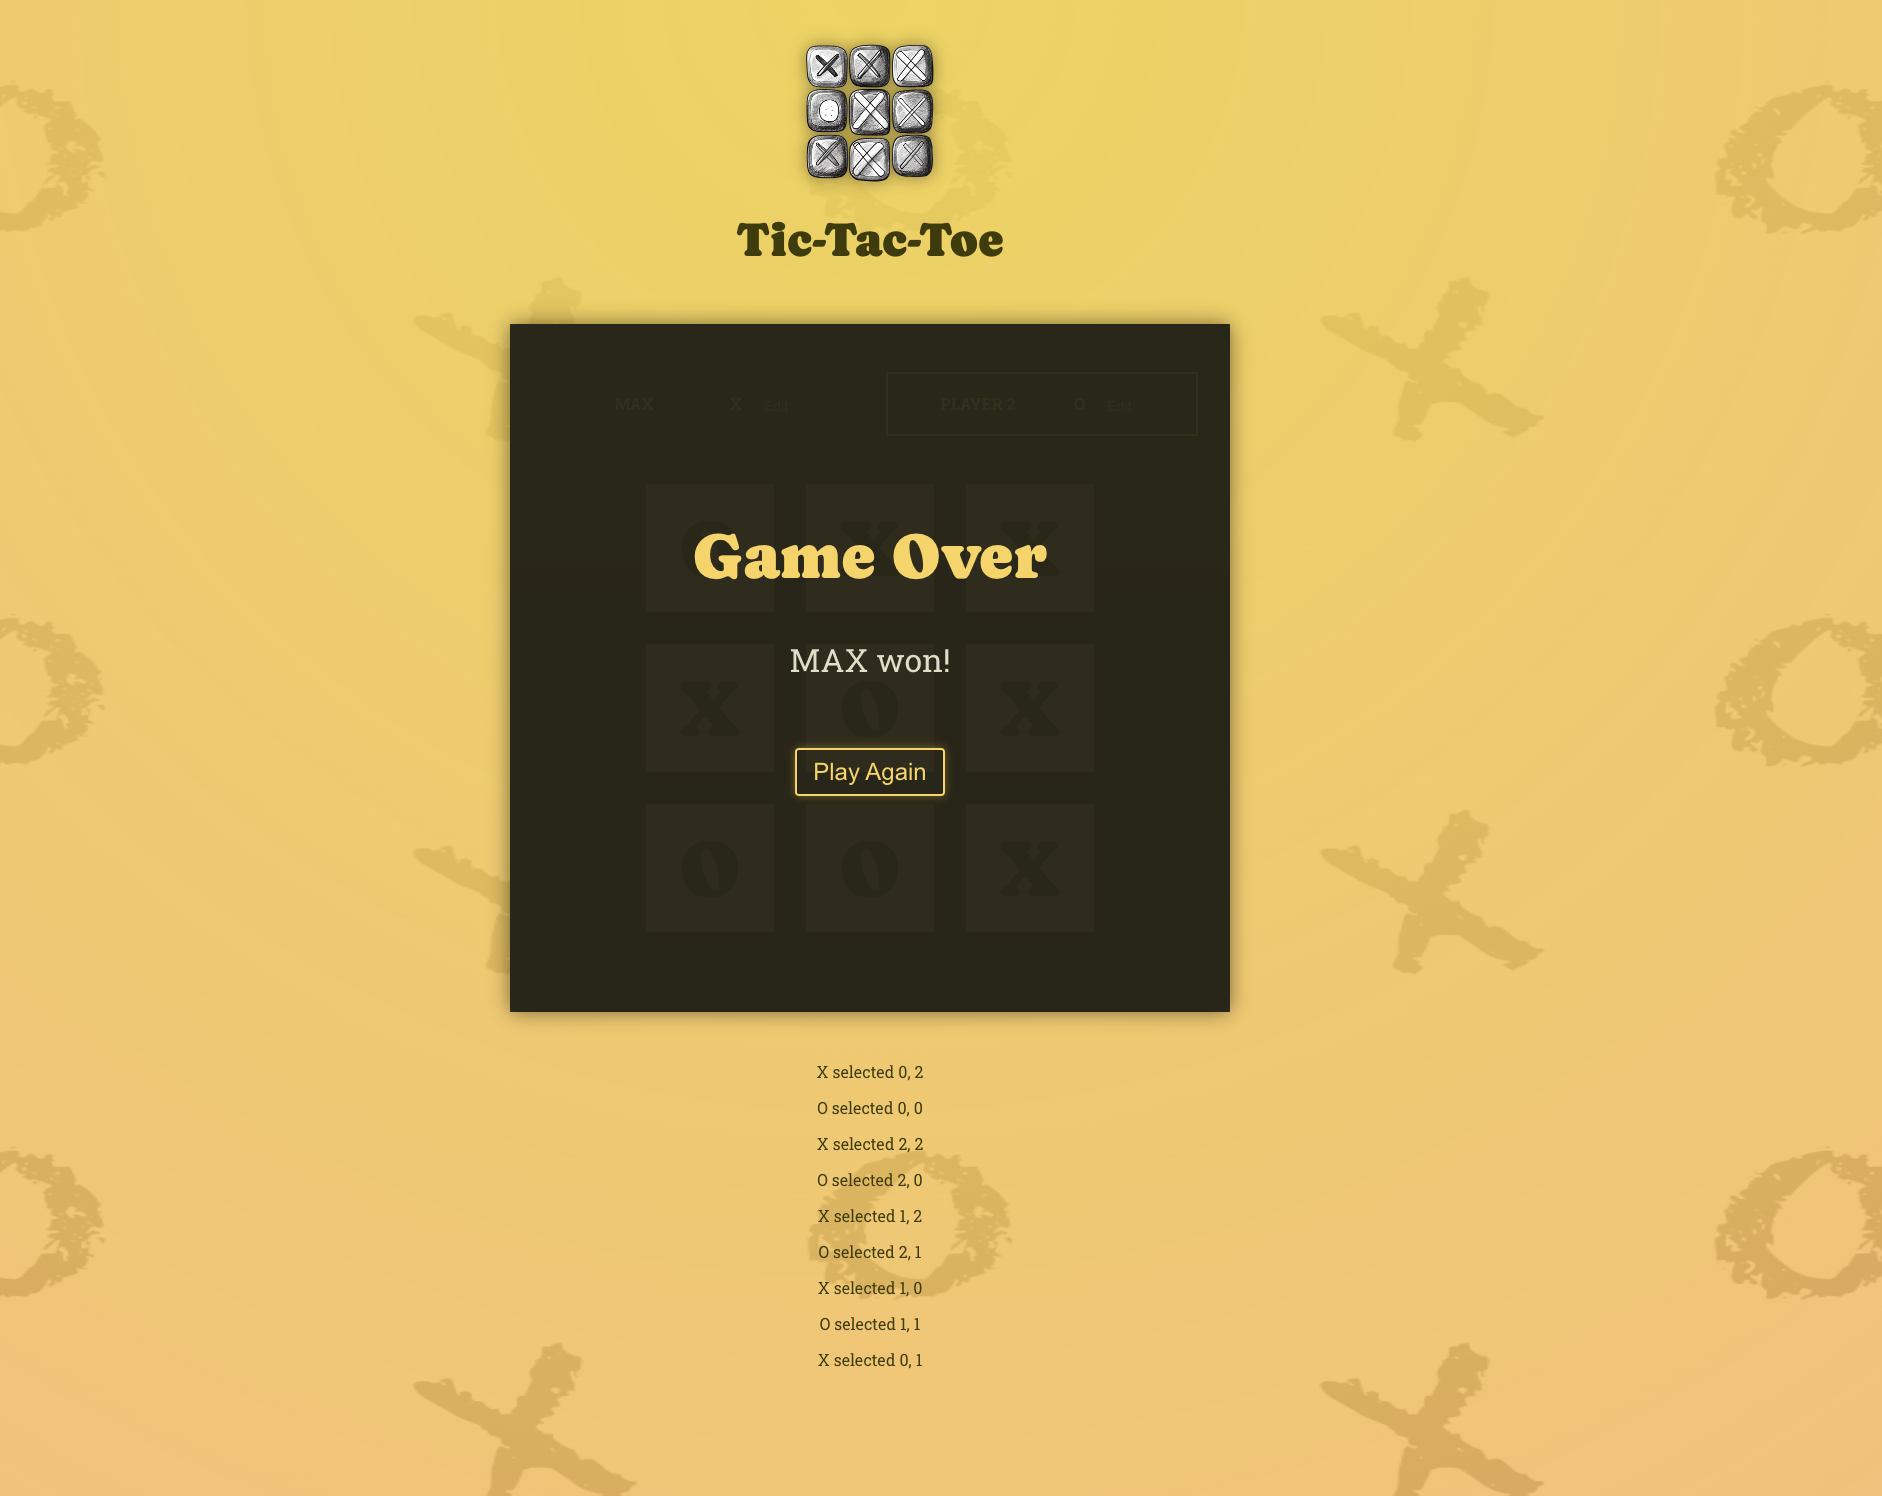 Tic-Tac-Toe
MAX X Edit PLAYER 2 O Edit
O X X
Game Over
MAX won!
X O X
Play Again
O O X
X selected 0, 2
O selected 0, 0
X selected 2, 2
O selected 2, 0
X selected 1, 2
O selected 2, 1
X selected 1, 0
O selected 1, 1
X selected 0, 1